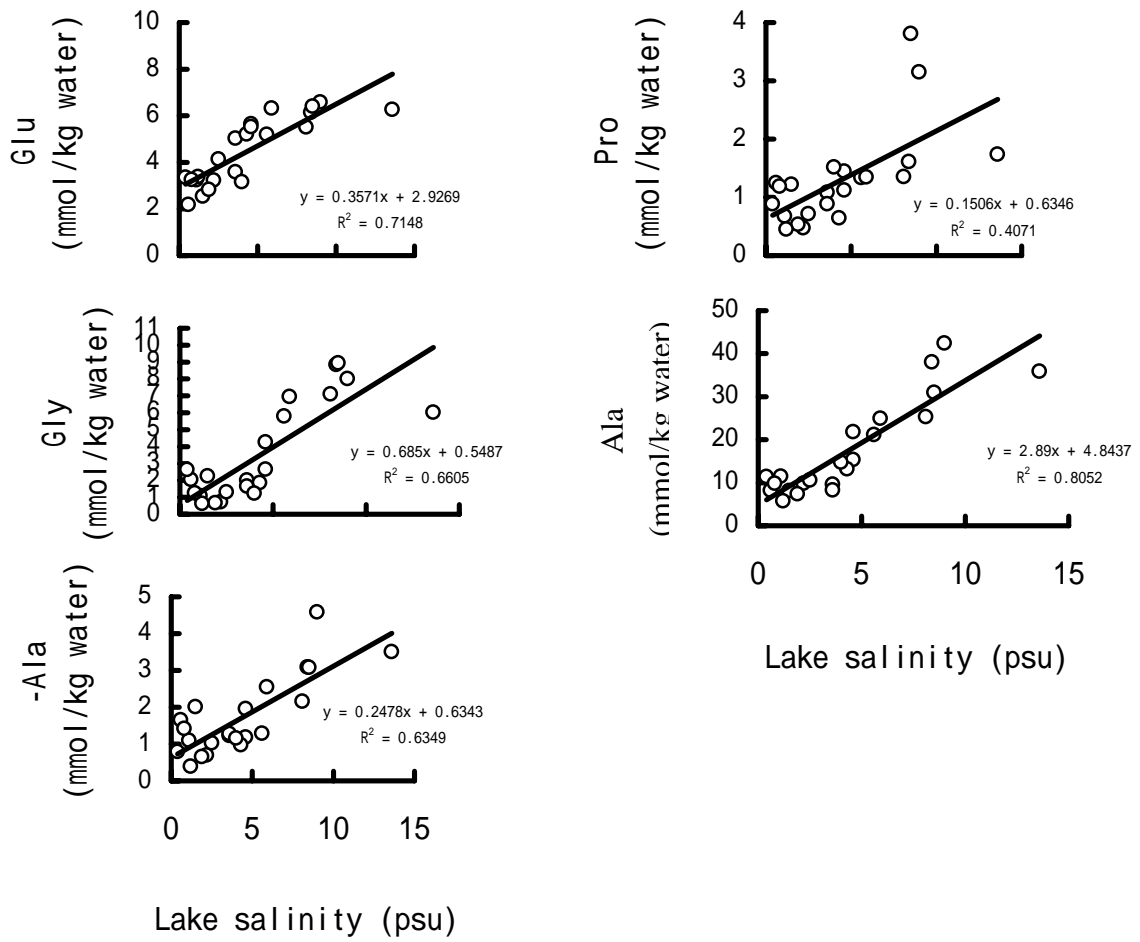 Glu
(mmol/kg water)
10
8
6
4
2
0
y = 0.3571x + 2.9269
R² = 0.7148
Pro
(mmol/kg water)
4
3
2
1
0
y = 0.1506x + 0.6346
R² = 0.4071
Gly
(mmol/kg water)
11
10
9
8
7
6
5
4
3
2
1
0
y = 0.685x + 0.5487
R² = 0.6605
Ala
(mmol/kg water)
50
40
30
20
10
0
y = 2.89x + 4.8437
R² = 0.8052
0 5 10 15
Lake salinity (psu)
-Ala
(mmol/kg water)
5
4
3
2
1
0
y = 0.2478x + 0.6343
R² = 0.6349
0 5 10 15
Lake salinity (psu)